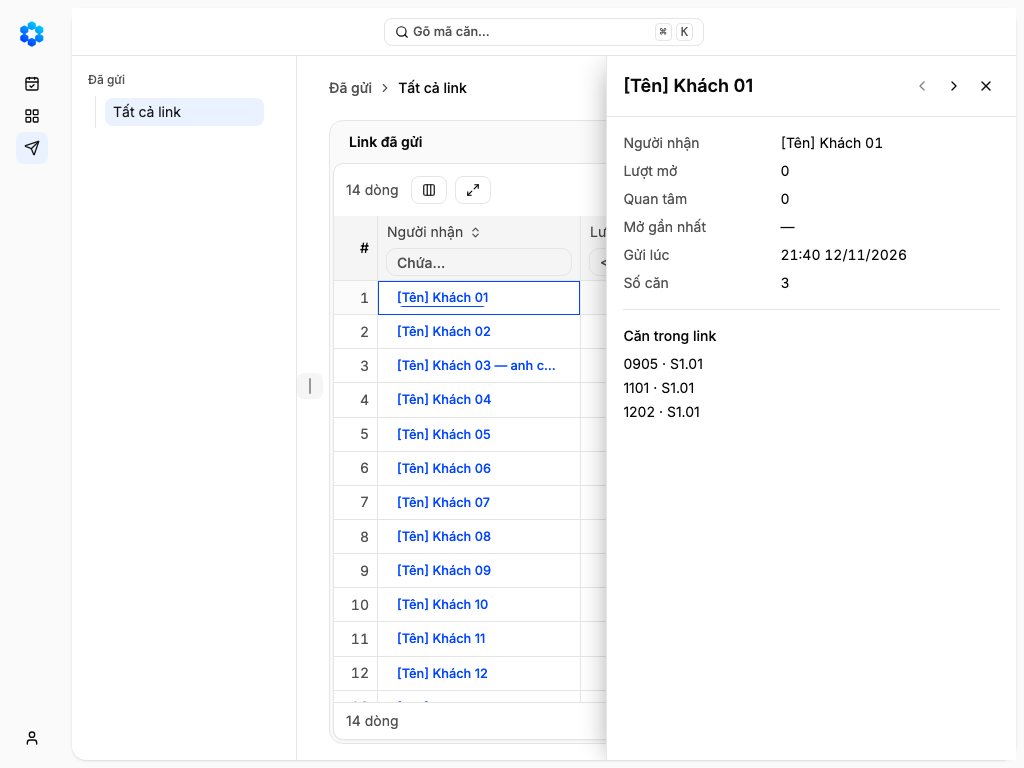 Gõ mã căn...
⌘ K
Đã gửi
Tất cả link
Đã gửi > Tất cả link
Link đã gửi
14 dòng
# Người nhận
Chứa...
1 [Tên] Khách 01
2 [Tên] Khách 02
3 [Tên] Khách 03 — anh c...
4 [Tên] Khách 04
5 [Tên] Khách 05
6 [Tên] Khách 06
7 [Tên] Khách 07
8 [Tên] Khách 08
9 [Tên] Khách 09
10 [Tên] Khách 10
11 [Tên] Khách 11
12 [Tên] Khách 12
14 dòng
[Tên] Khách 01
Người nhận [Tên] Khách 01
Lượt mở 0
Quan tâm 0
Mở gần nhất —
Gửi lúc 21:40 12/11/2026
Số căn 3
Căn trong link
0905 · S1.01
1101 · S1.01
1202 · S1.01